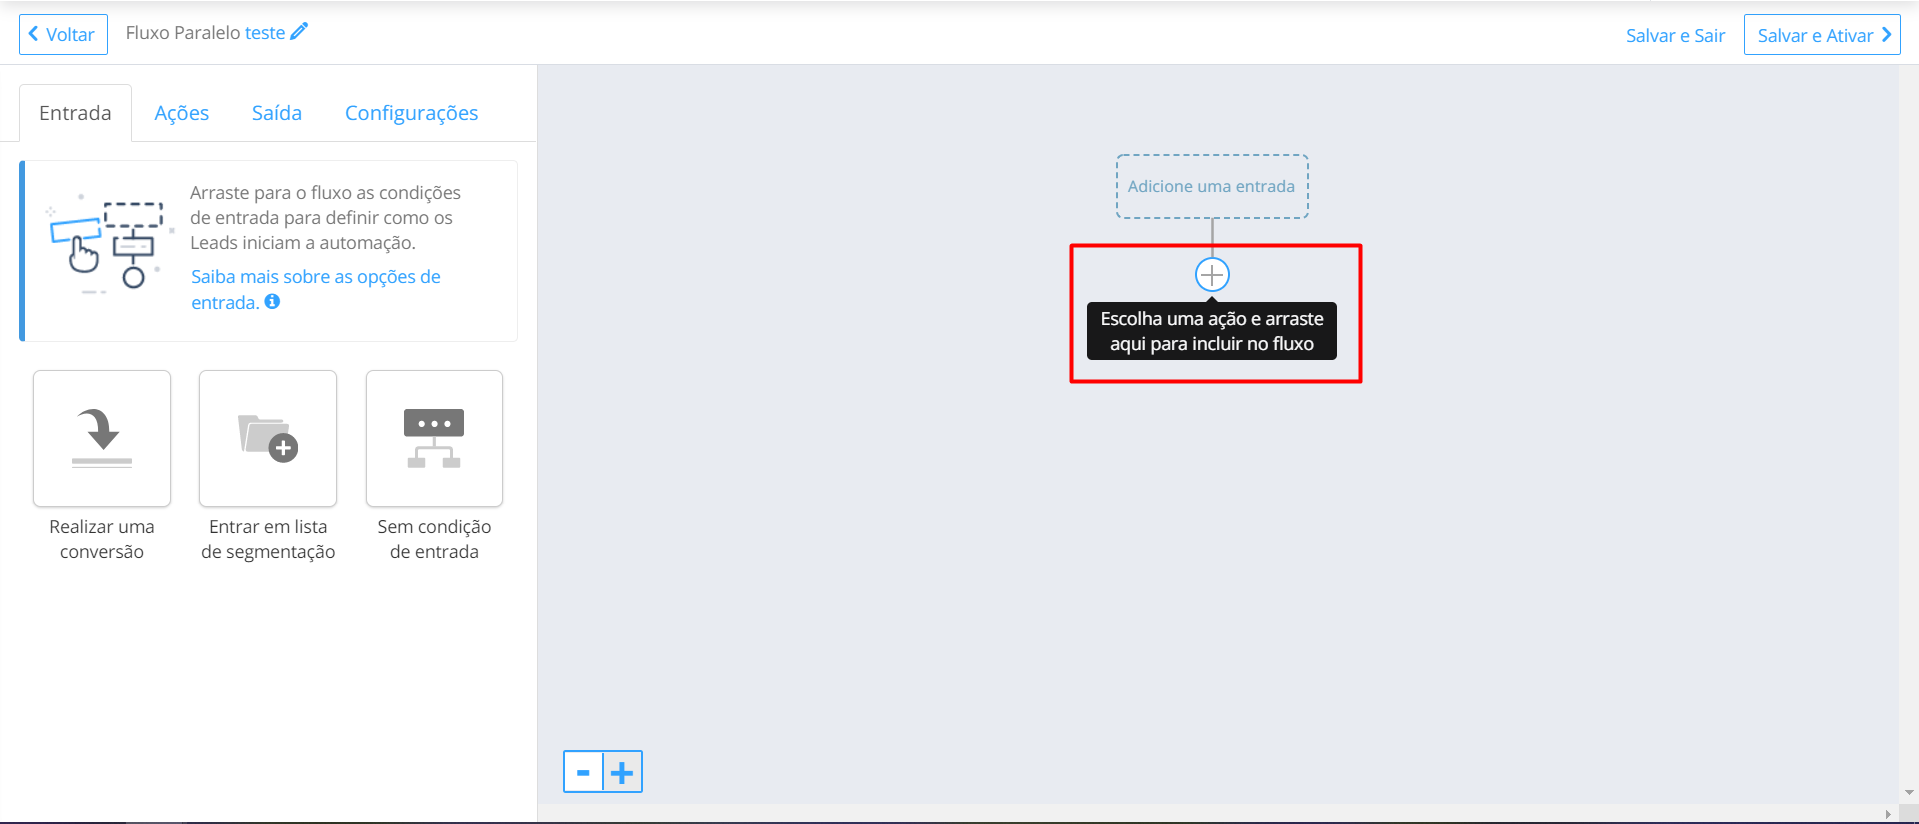 Voltar
Fluxo Paralelo teste
Salvar e Sair
Salvar e Ativar
Entrada
Ações
Saída
Configurações
Arraste para o fluxo as condições
de entrada para definir como os
Leads iniciam a automação.
Saiba mais sobre as opções de
entrada.
Realizar uma
conversão
Entrar em lista
de segmentação
Sem condição
de entrada
Adicione uma entrada
Escolha uma ação e arraste
aqui para incluir no fluxo